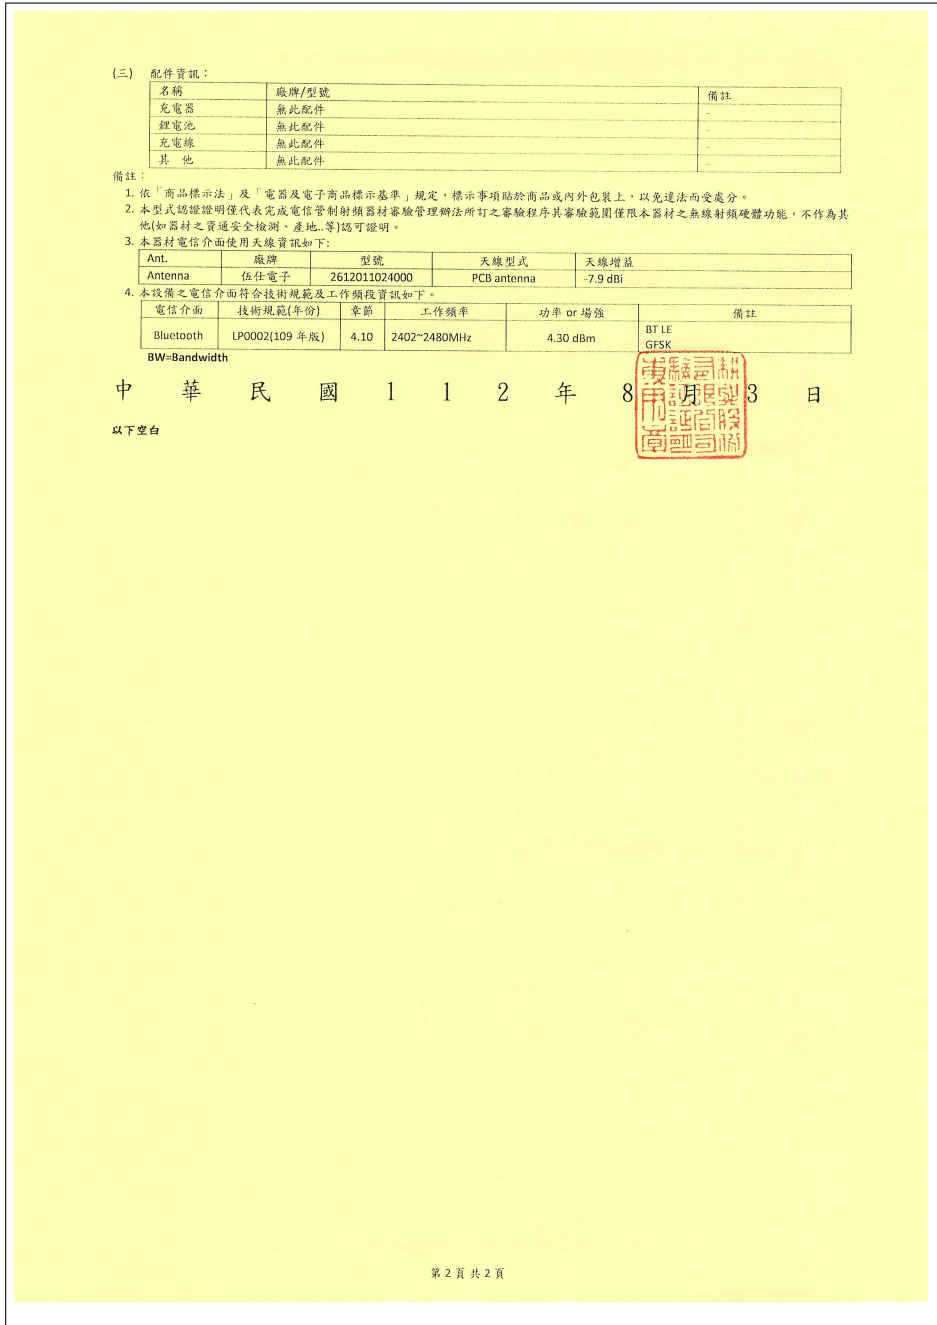 (三) 配件資訊：
名稱 廠牌/型號 備註
充電器 無此配件 --
鋰電池 無此配件 --
充電線 無此配件 --
其 他 無此配件 --
備註：
1. 依「商品標示法」及「電器及電子商品標示基準」規定，標示事項貼於商品或內外包裝上，以免違法而受處分。
2. 本型式認證證明僅代表完成電信管制射頻器材審驗管理辦法所訂之審驗程序其審驗範圍僅限本器材之無線射頻硬體功能，不作為其
他(如器材之資通安全檢測、產地..等)認可證明。
3. 本器材電信介面使用天線資訊如下:
Ant. 廠牌 型號 天線型式 天線增益
Antenna 伍仕電子 2612011024000 PCB antenna -7.9 dBi
4. 本設備之電信介面符合技術規範及工作頻段資訊如下。
電信介面 技術規範(年份) 章節 工作頻率 功率 or 場強 備註
Bluetooth LP0002(109 年版) 4.10 2402~2480MHz 4.30 dBm BT LE
GFSK
BW=Bandwidth
中 華 民 國 1 1 2 年 8 月 3 日
以下空白
第 2 頁 共 2 頁